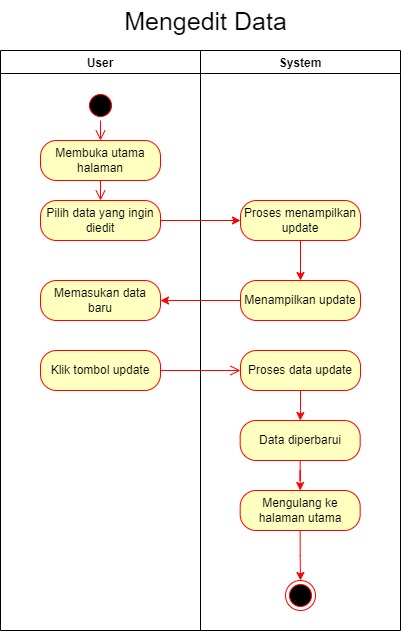 Mengedit Data
User
System
Membuka utama
halaman
Pilih data yang ingin
diedit
Proses menampilkan
update
Memasukan data
baru
Menampilkan update
Klik tombol update
Proses data update
Data diperbarui
Mengulang ke
halaman utama